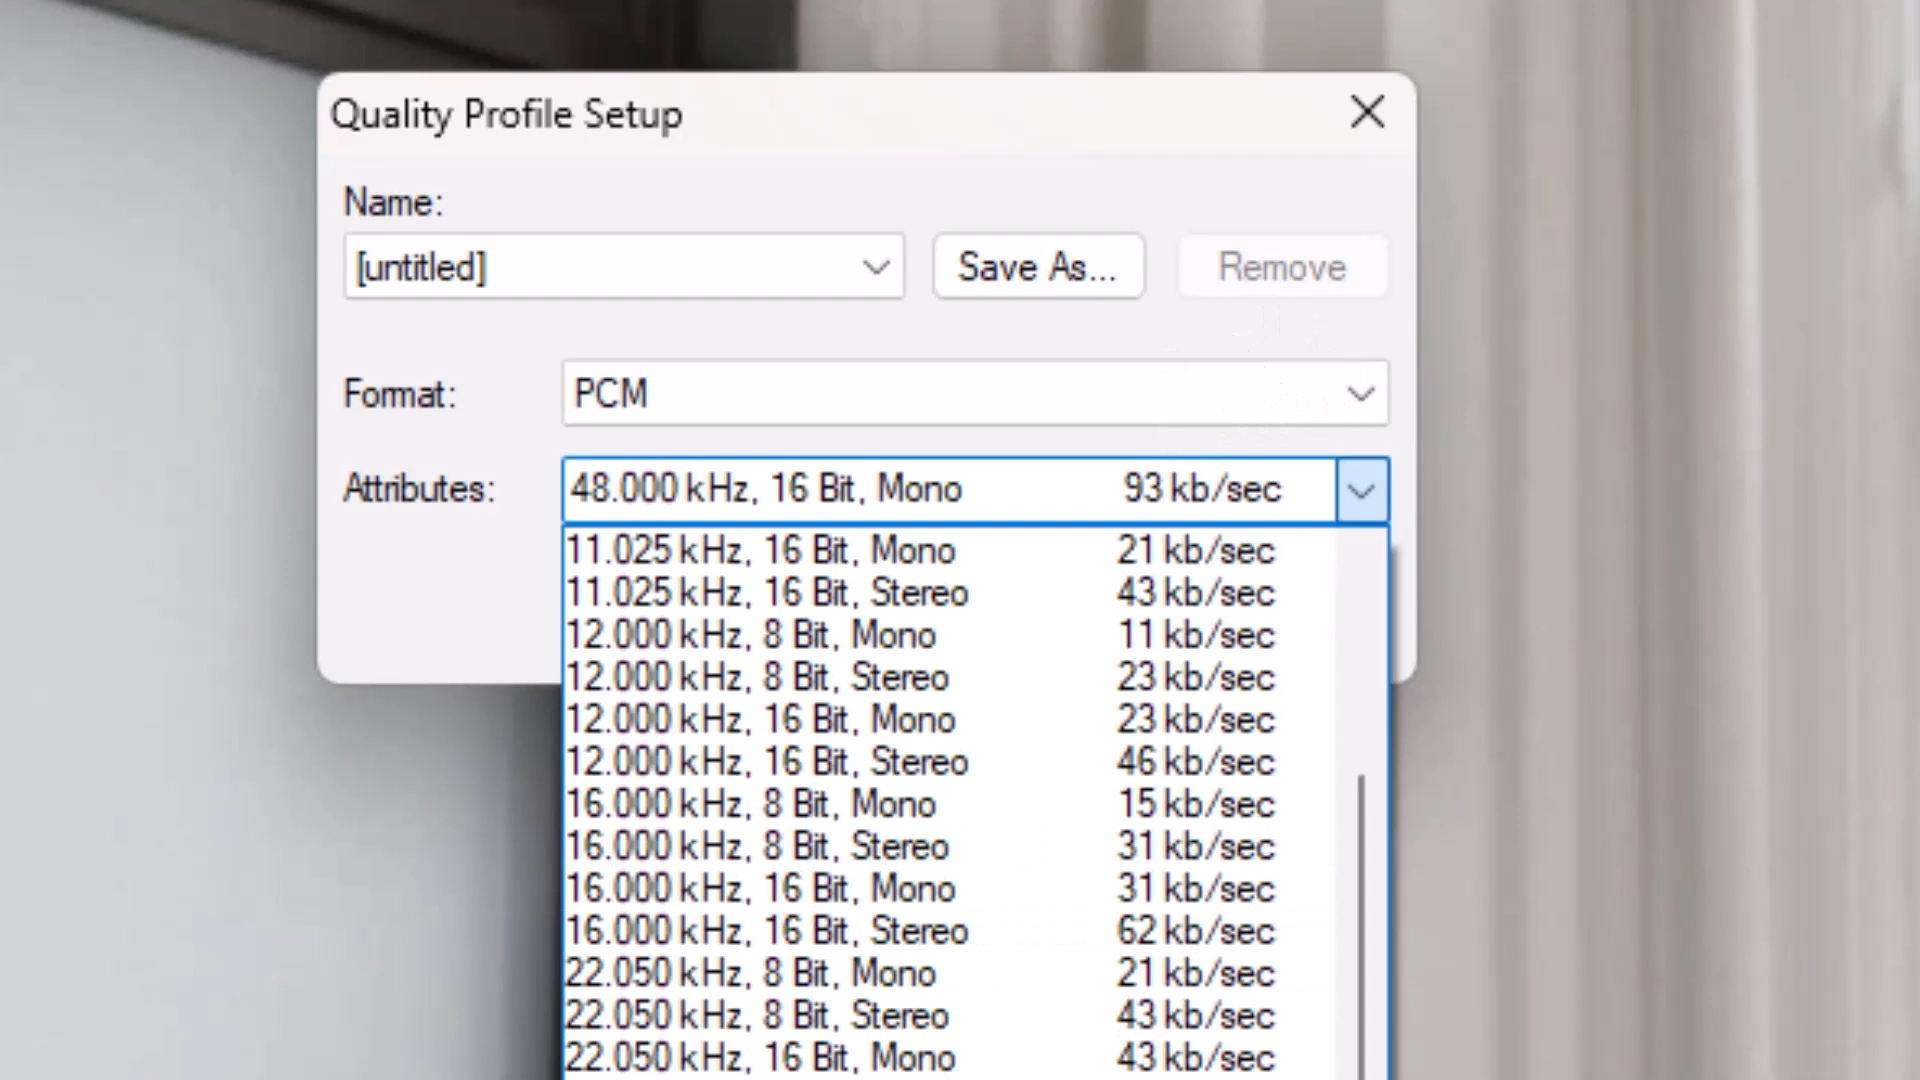 Quality Profile Setup
Name:
[untitled] Save As... Remove
Format: PCM
Attributes: 48.000 kHz, 16 Bit, Mono 93 kb/sec
11.025 kHz, 16 Bit, Mono 21 kb/sec
11.025 kHz, 16 Bit, Stereo 43 kb/sec
12.000 kHz, 8 Bit, Mono 11 kb/sec
12.000 kHz, 8 Bit, Stereo 23 kb/sec
12.000 kHz, 16 Bit, Mono 23 kb/sec
12.000 kHz, 16 Bit, Stereo 46 kb/sec
16.000 kHz, 8 Bit, Mono 15 kb/sec
16.000 kHz, 8 Bit, Stereo 31 kb/sec
16.000 kHz, 16 Bit, Mono 31 kb/sec
16.000 kHz, 16 Bit, Stereo 62 kb/sec
22.050 kHz, 8 Bit, Mono 21 kb/sec
22.050 kHz, 8 Bit, Stereo 43 kb/sec
22.050 kHz, 16 Bit, Mono 43 kb/sec